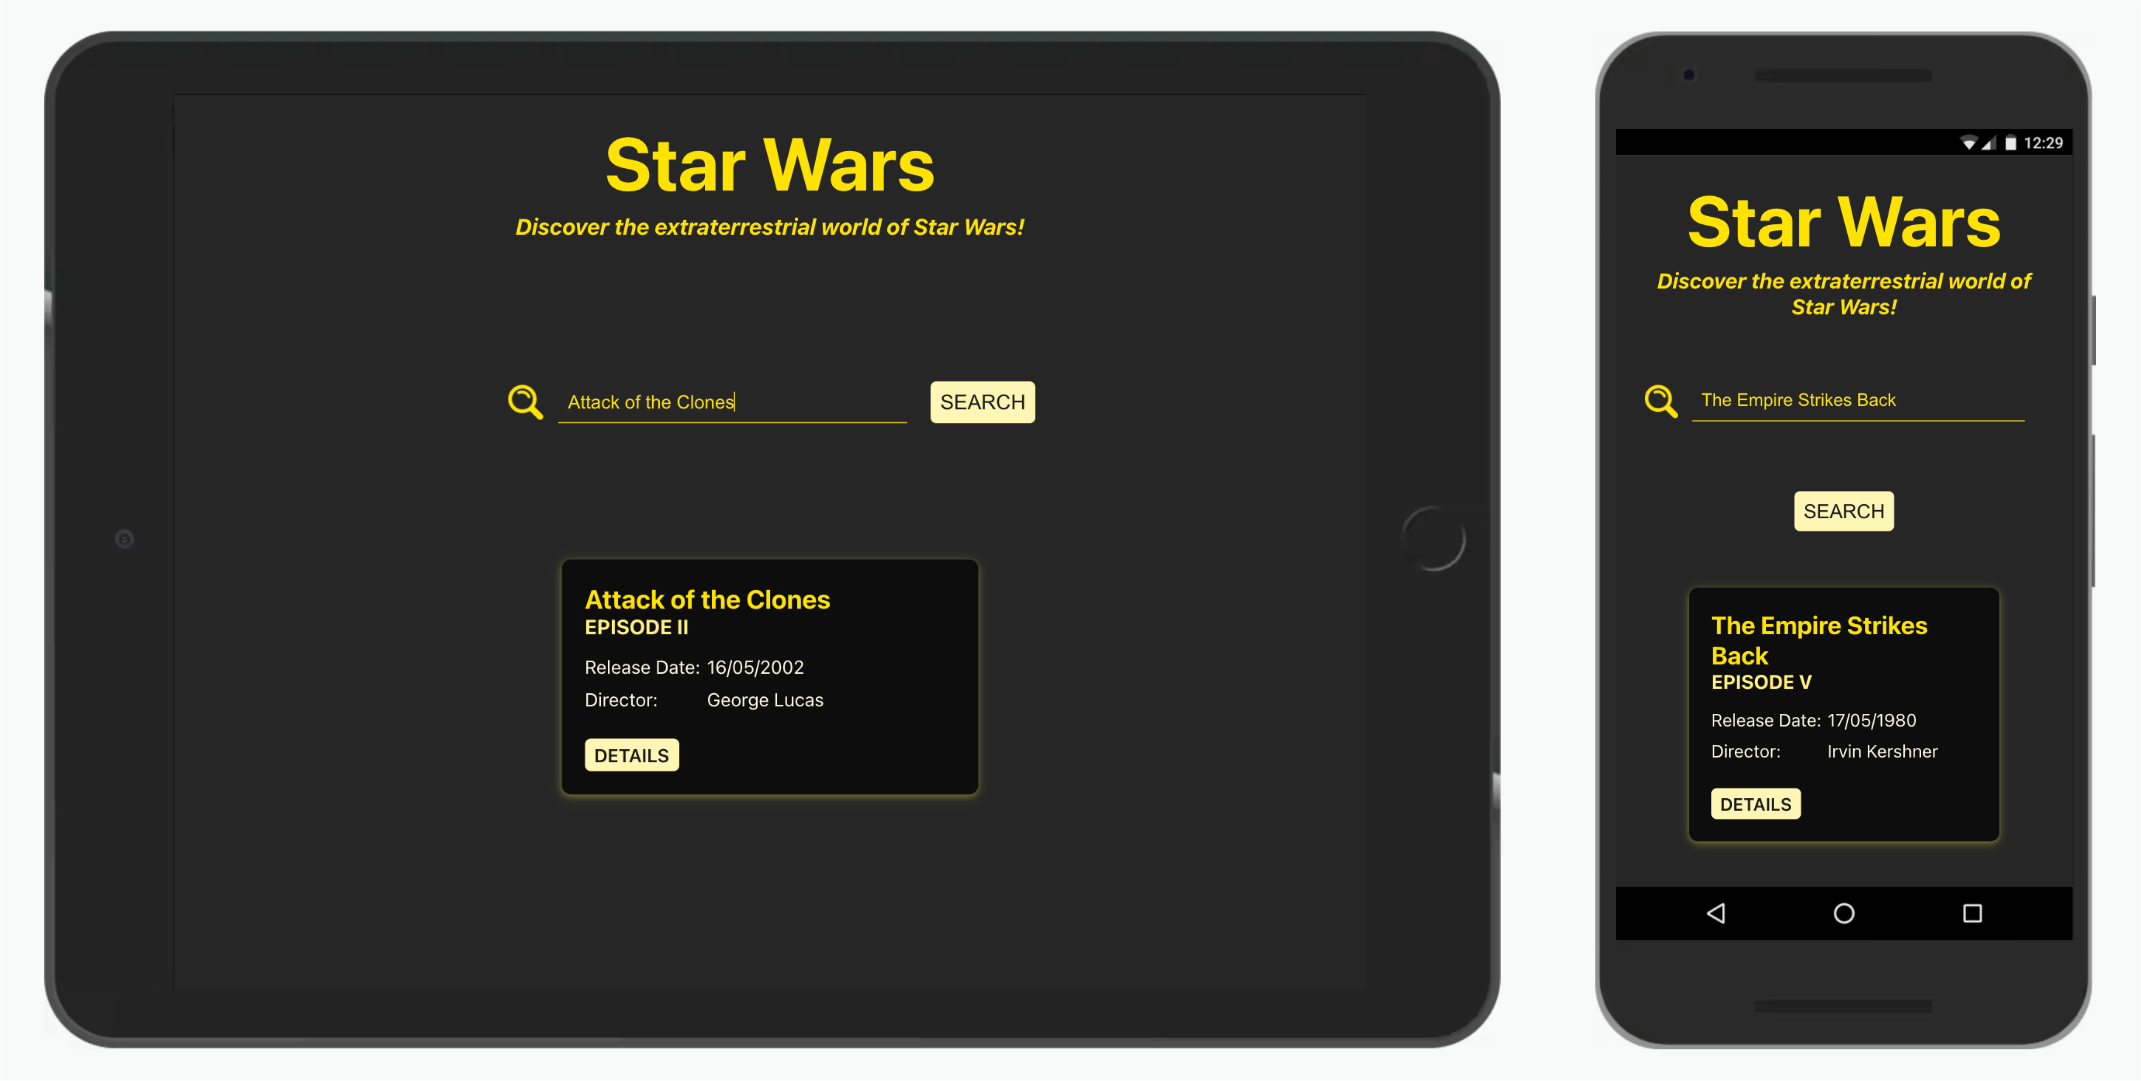 Star Wars
Discover the extraterrestrial world of Star Wars!
Attack of the Clones
SEARCH
Attack of the Clones
EPISODE II
Release Date: 16/05/2002
Director: George Lucas
DETAILS
12:29
Star Wars
Discover the extraterrestrial world of
Star Wars!
The Empire Strikes Back
SEARCH
The Empire Strikes
Back
EPISODE V
Release Date: 17/05/1980
Director: Irvin Kershner
DETAILS